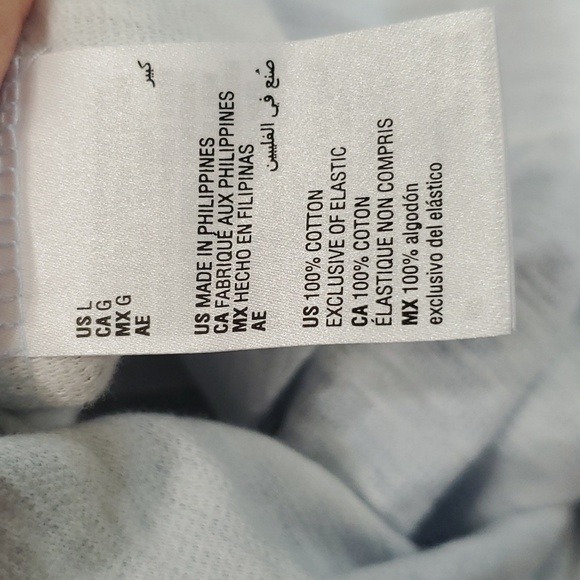 US L
CA G
MX G
AE كبير
US MADE IN PHILIPPINES
CA FABRIQUÉ AUX PHILIPPINES
MX HECHO EN FILIPINAS
AE صُنع في الفلبين
US 100% COTTON
EXCLUSIVE OF ELASTIC
CA 100% COTON
ÉLASTIQUE NON COMPRIS
MX 100% algodón
exclusivo del elástico